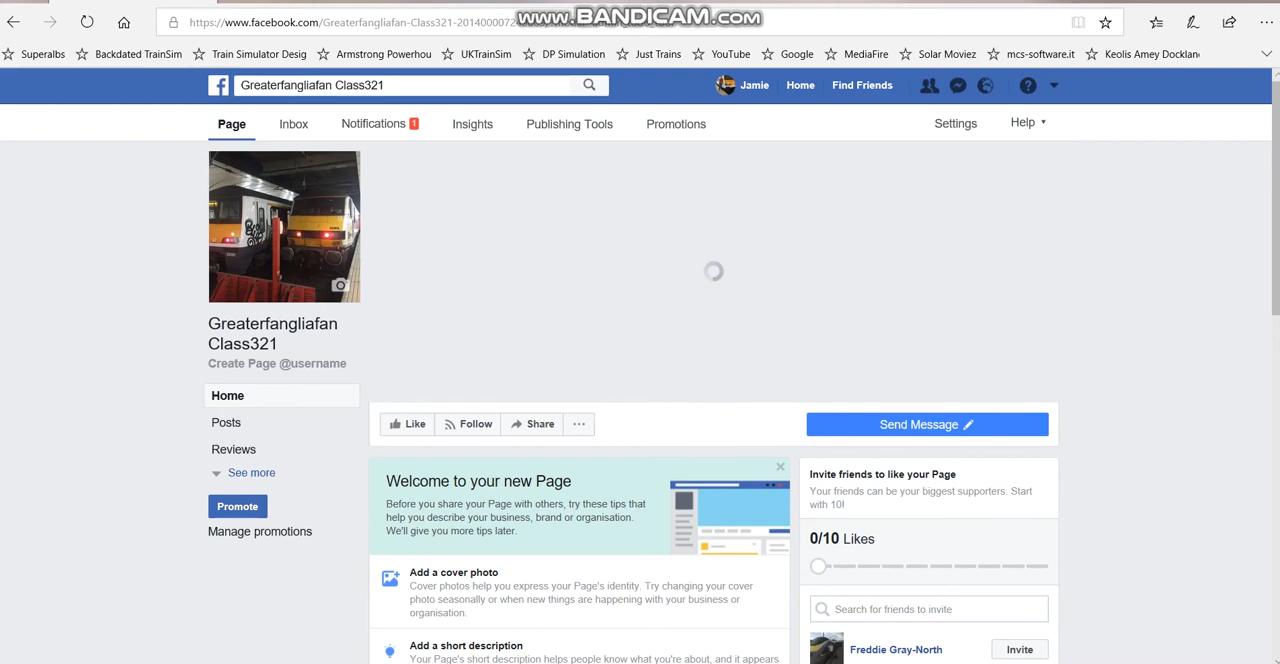 www.BANDICAM.com
https://www.facebook.com/Greaterfangliafan-Class321-2014000072
Superalbs Backdated TrainSim Train Simulator Desig Armstrong Powerhou UKTrainSim DP Simulation Just Trains YouTube Google MediaFire Solar Moviez mcs-software.it Keolis Amey Docklan
f Greaterfangliafan Class321 Jamie Home Find Friends ?
Page Inbox Notifications 1 Insights Publishing Tools Promotions Settings Help
Greaterfangliafan
Class321
Create Page @username
Home
Posts
Reviews
See more
Promote
Manage promotions
Like Follow Share ... Send Message
Welcome to your new Page
Before you share your Page with others, try these tips that
help you describe your business, brand or organisation.
We'll give you more tips later.
Add a cover photo
Cover photos help you express your Page's identity. Try changing your cover
photo seasonally or when new things are happening with your business or
organisation.
Add a short description
Your Page's short description helps people know what you're about, and it appears
Invite friends to like your Page
Your friends can be your biggest supporters. Start
with 10!
0/10 Likes
Search for friends to invite
Freddie Gray-North Invite